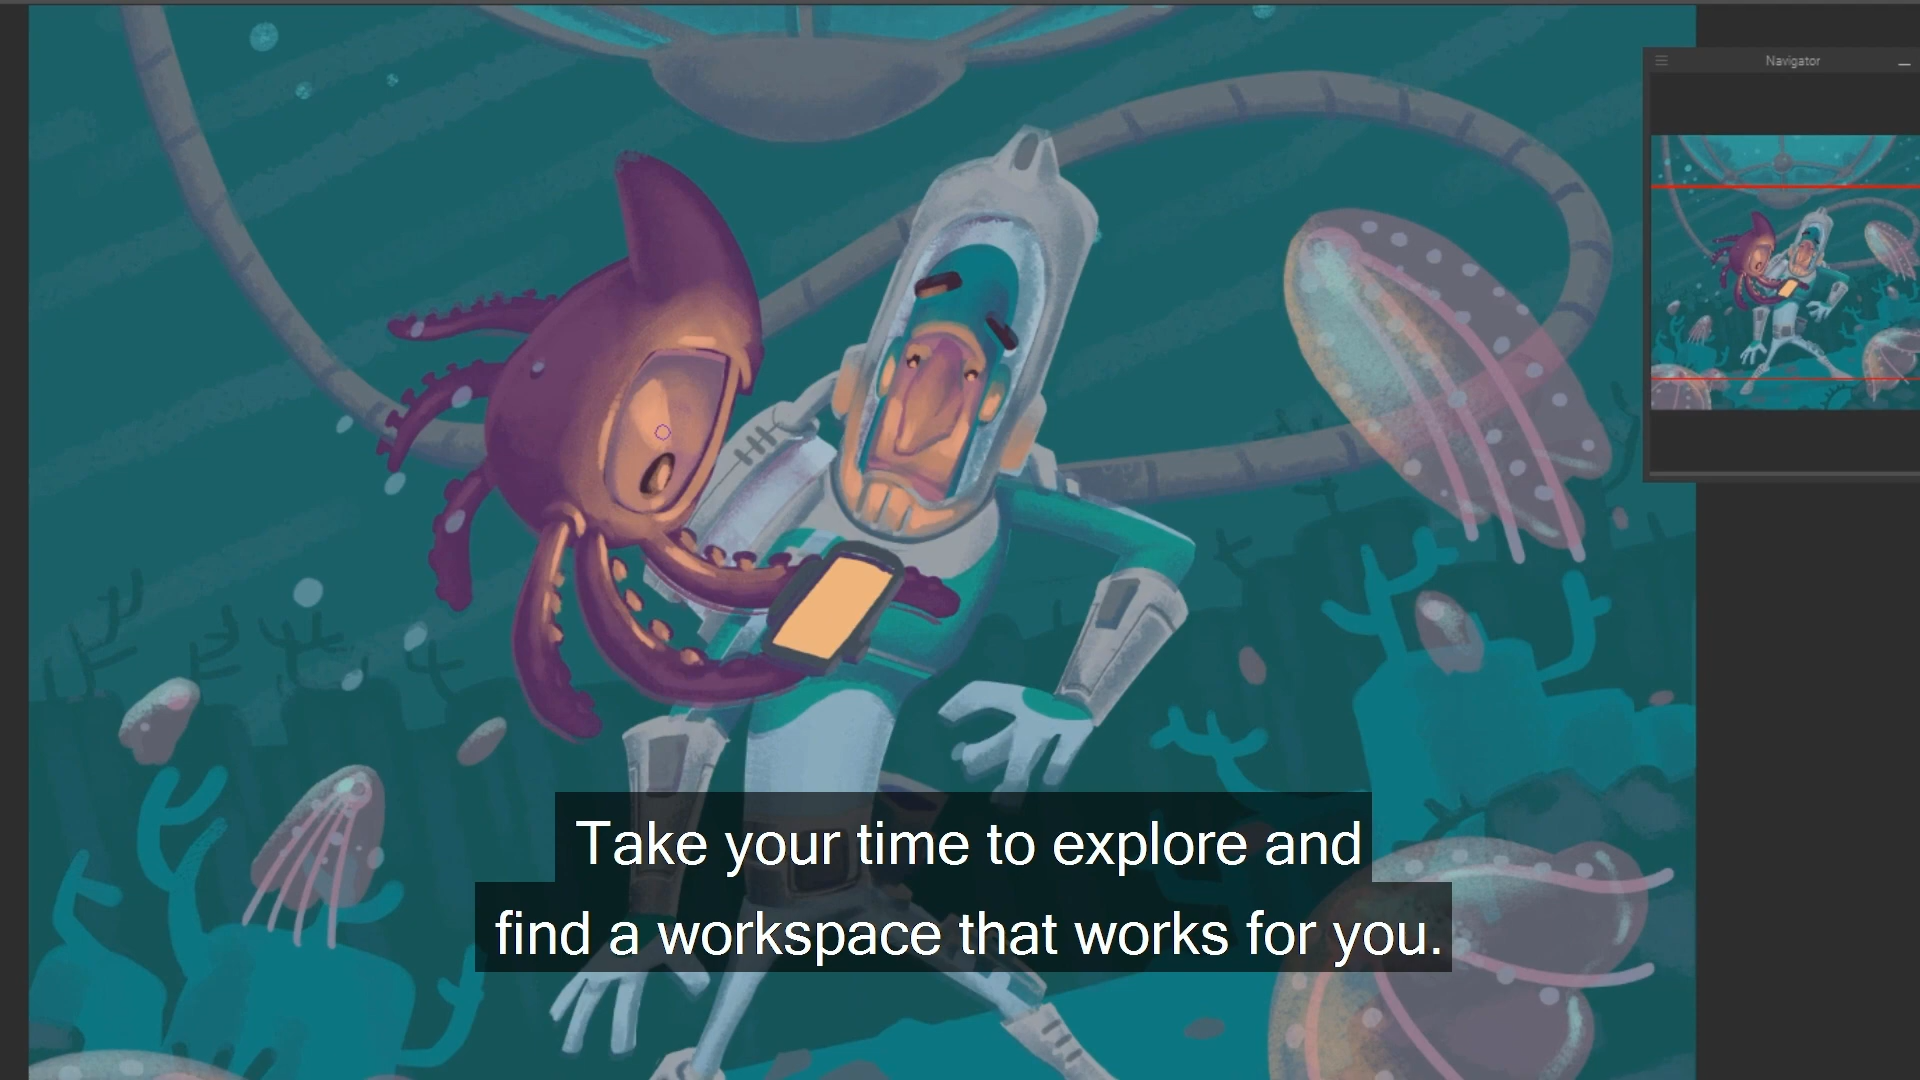 Navigator
Take your time to explore and
find a workspace that works for you.